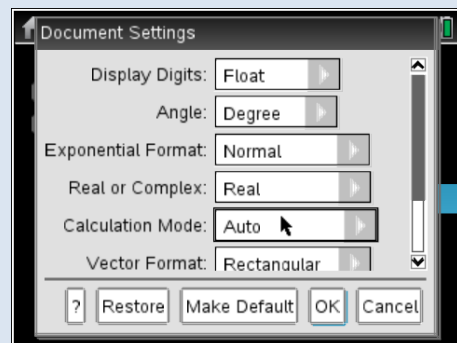 Document Settings
Display Digits: Float
Angle: Degree
Exponential Format: Normal
Real or Complex: Real
Calculation Mode: Auto
Vector Format: Rectangular
? Restore Make Default OK Cancel